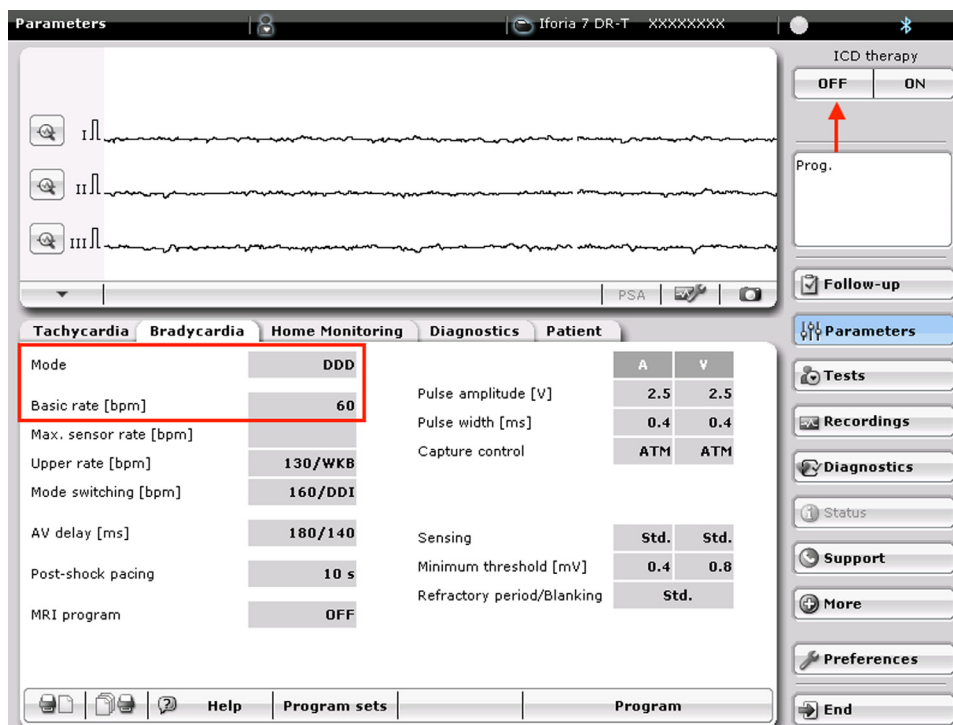 Parameters Iforia 7 DR-T XXXXXXXX
ICD therapy
OFF ON
I
II
III
Prog.
PSA
Follow-up
Parameters
Tests
Recordings
Diagnostics
Status
Support
More
Preferences
End
Tachycardia Bradycardia Home Monitoring Diagnostics Patient
Mode DDD
Basic rate [bpm] 60
Max. sensor rate [bpm]
Upper rate [bpm] 130/WKB
Mode switching [bpm] 160/DDI
AV delay [ms] 180/140
Post-shock pacing 10 s
MRI program OFF
A V
Pulse amplitude [V] 2.5 2.5
Pulse width [ms] 0.4 0.4
Capture control ATM ATM
Sensing Std. Std.
Minimum threshold [mV] 0.4 0.8
Refractory period/Blanking Std.
Help Program sets Program